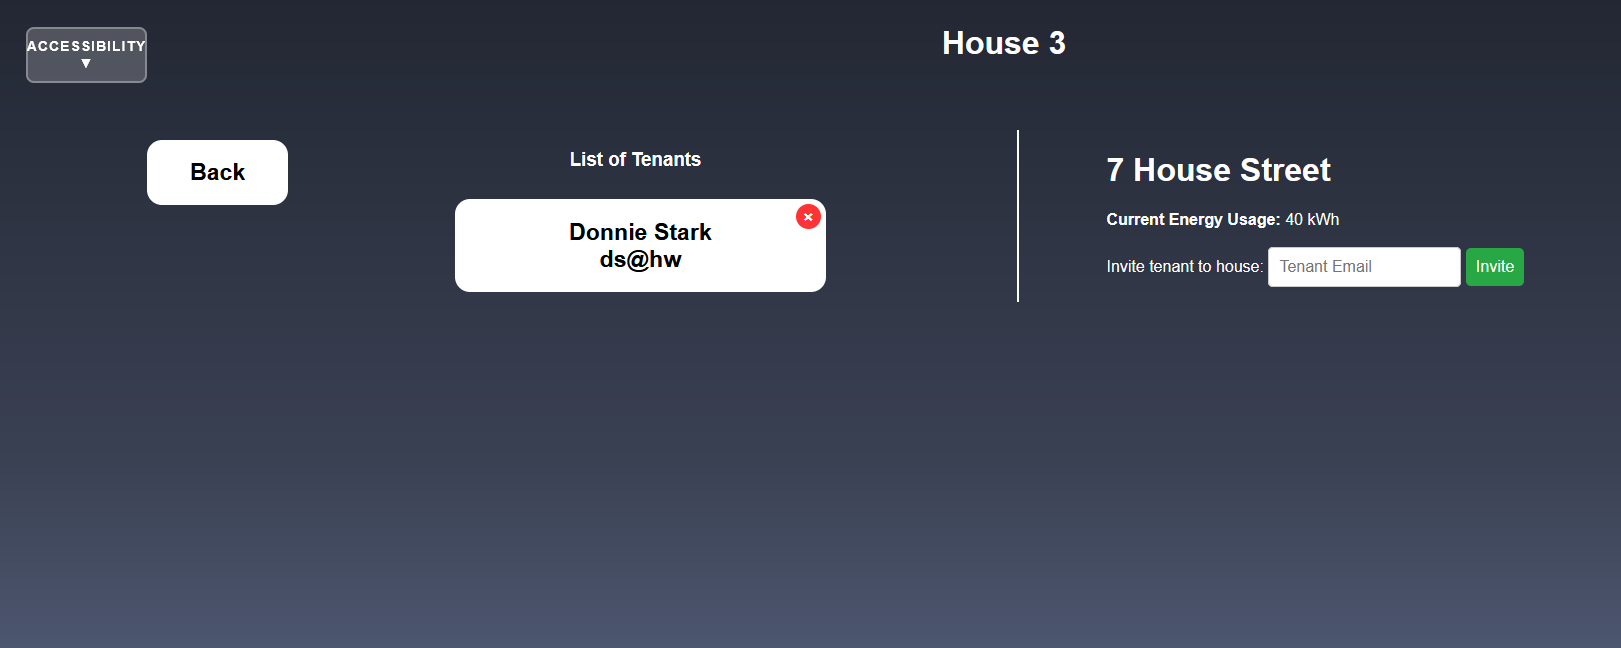 ACCESSIBILITY
▼
House 3
Back
List of Tenants
Donnie Stark
ds@hw
7 House Street
Current Energy Usage: 40 kWh
Invite tenant to house: Tenant Email Invite